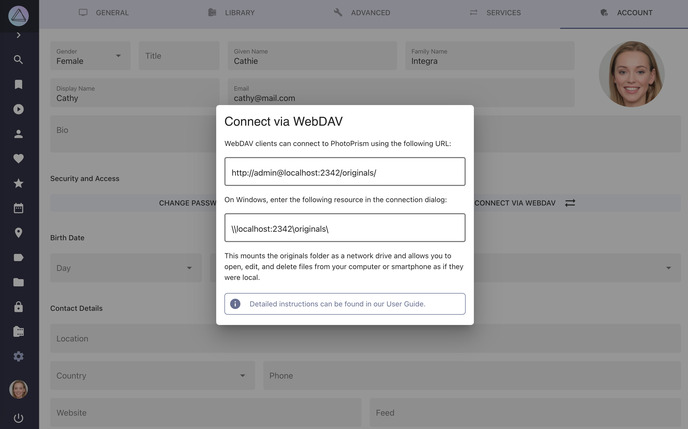 GENERAL
LIBRARY
ADVANCED
SERVICES
ACCOUNT
Gender
Female
Title
Given Name
Cathie
Family Name
Integra
Display Name
Cathy
Email
cathy@mail.com
Bio
Connect via WebDAV
WebDAV clients can connect to PhotoPrism using the following URL:
http://admin@localhost:2342/originals/
On Windows, enter the following resource in the connection dialog:
\\localhost:2342\originals\
This mounts the originals folder as a network drive and allows you to
open, edit, and delete files from your computer or smartphone as if they
were local.
Detailed instructions can be found in our User Guide.
Security and Access
CHANGE PASSW
CONNECT VIA WEBDAV
Birth Date
Day
Contact Details
Location
Country
Phone
Website
Feed